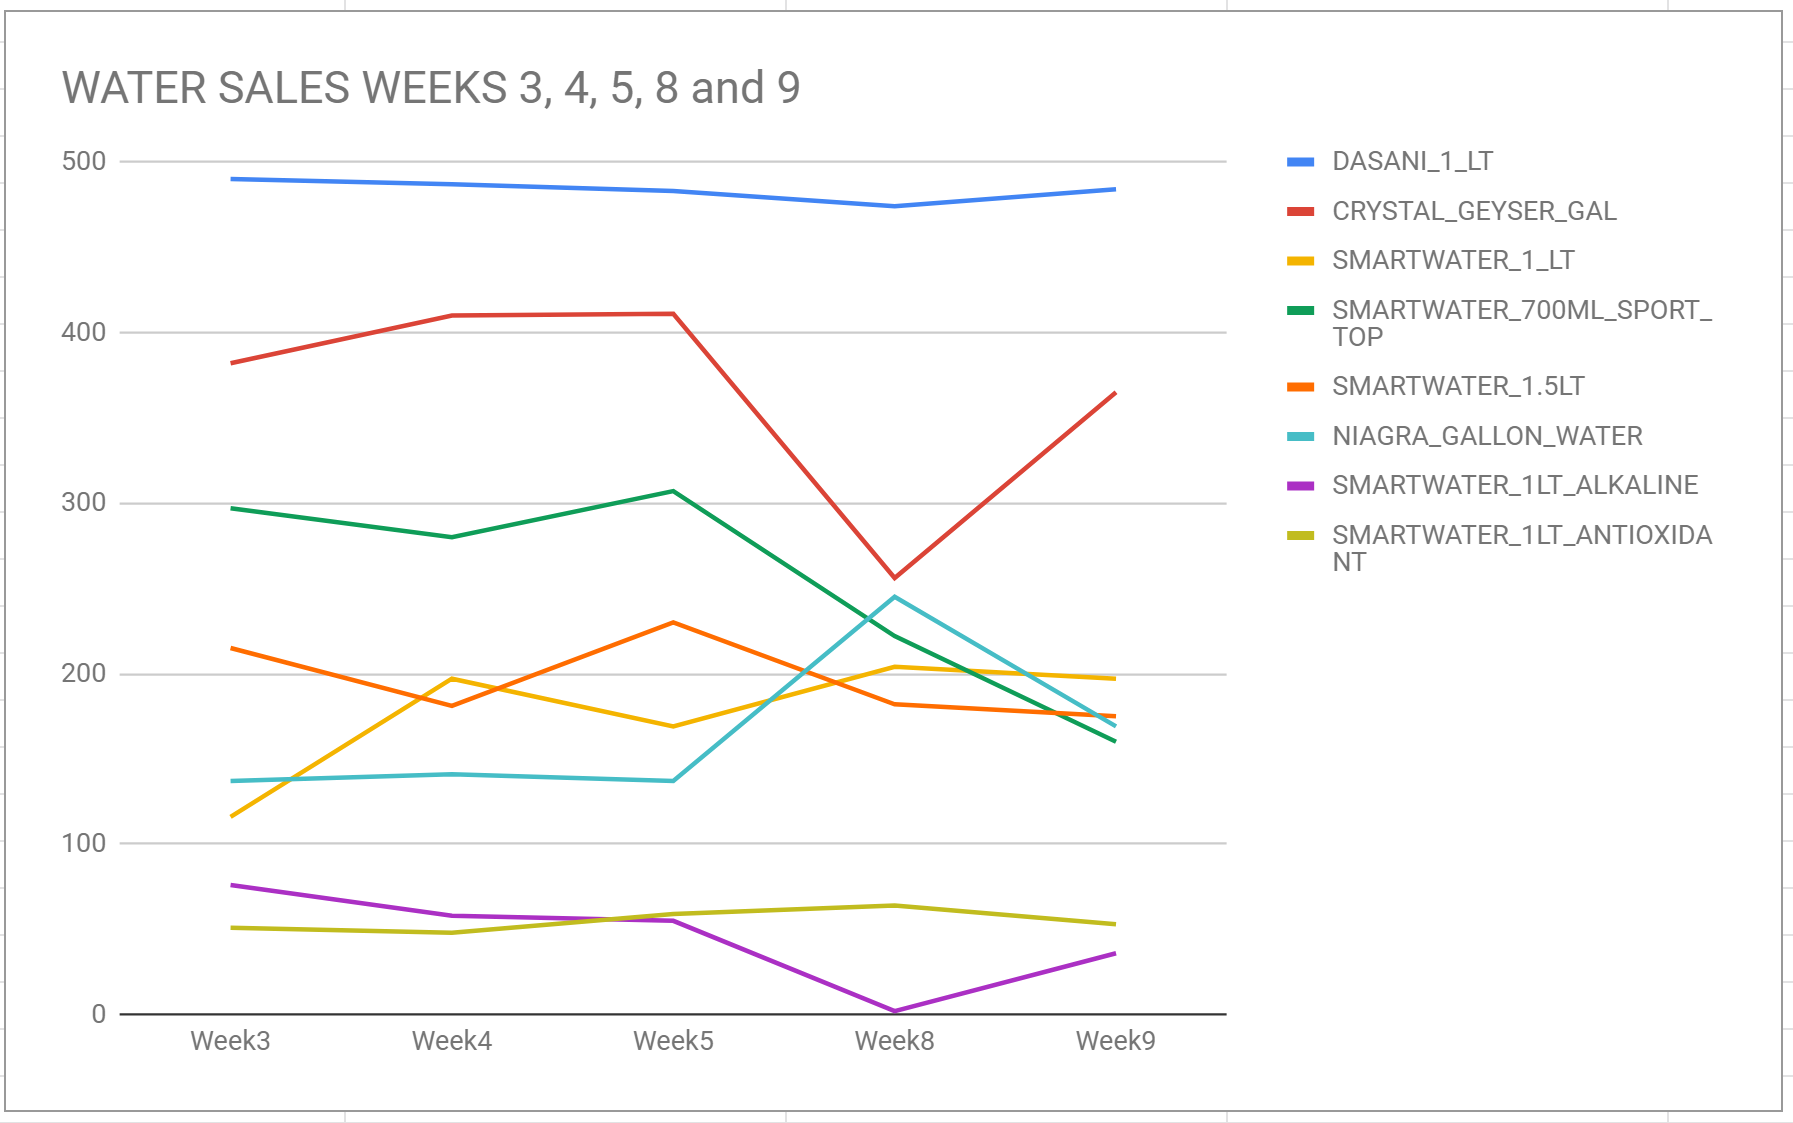 WATER SALES WEEKS 3, 4, 5, 8 and 9
500
400
300
200
100
0
Week3
Week4
Week5
Week8
Week9
DASANI_1_LT
CRYSTAL_GEYSER_GAL
SMARTWATER_1_LT
SMARTWATER_700ML_SPORT_
TOP
SMARTWATER_1.5LT
NIAGRA_GALLON_WATER
SMARTWATER_1LT_ALKALINE
SMARTWATER_1LT_ANTIOXIDA
NT